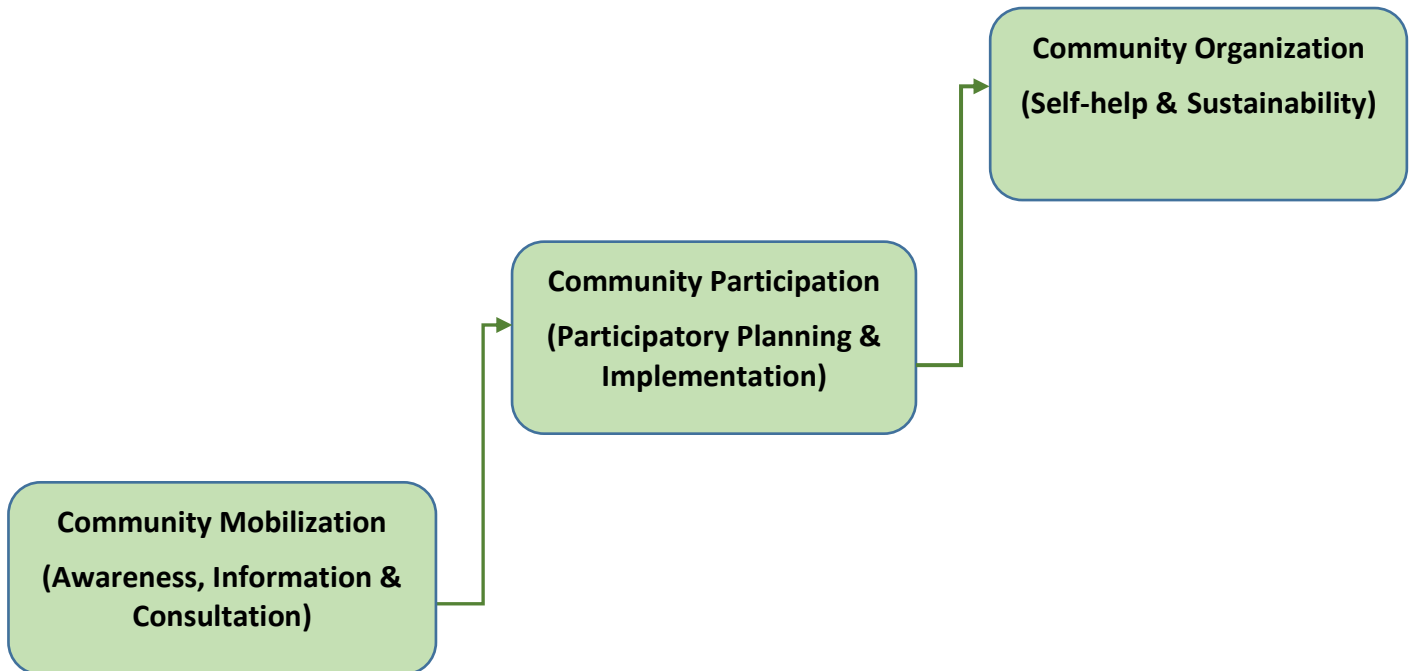 Community Organization
(Self-help & Sustainability)
Community Participation
(Participatory Planning &
Implementation)
Community Mobilization
(Awareness, Information &
Consultation)